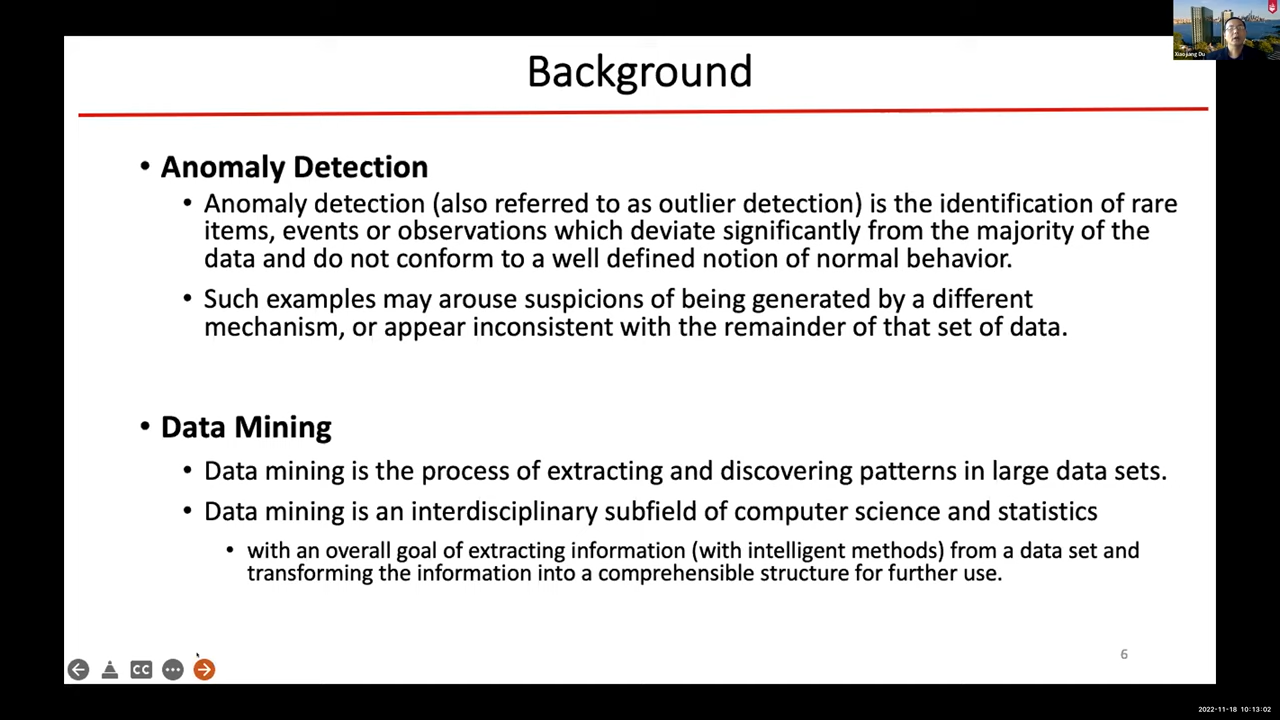 Background
Xiaojiang Du
• Anomaly Detection
• Anomaly detection (also referred to as outlier detection) is the identification of rare
items, events or observations which deviate significantly from the majority of the
data and do not conform to a well defined notion of normal behavior.
• Such examples may arouse suspicions of being generated by a different
mechanism, or appear inconsistent with the remainder of that set of data.
• Data Mining
• Data mining is the process of extracting and discovering patterns in large data sets.
• Data mining is an interdisciplinary subfield of computer science and statistics
• with an overall goal of extracting information (with intelligent methods) from a data set and
transforming the information into a comprehensible structure for further use.
CC
6
2022-11-18 10:13:02